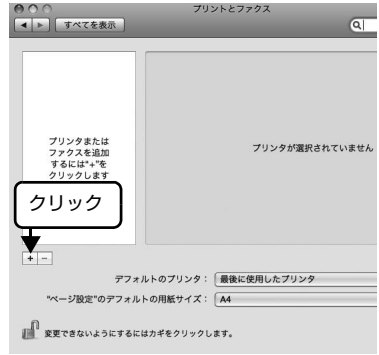 プリントとファクス
すべてを表示
プリンタまたは
ファクスを追加
するには“+”を
クリックします
プリンタが選択されていません
クリック
+ −
デフォルトのプリンタ： 最後に使用したプリンタ
“ページ設定”のデフォルトの用紙サイズ： A4
変更できないようにするにはカギをクリックします。